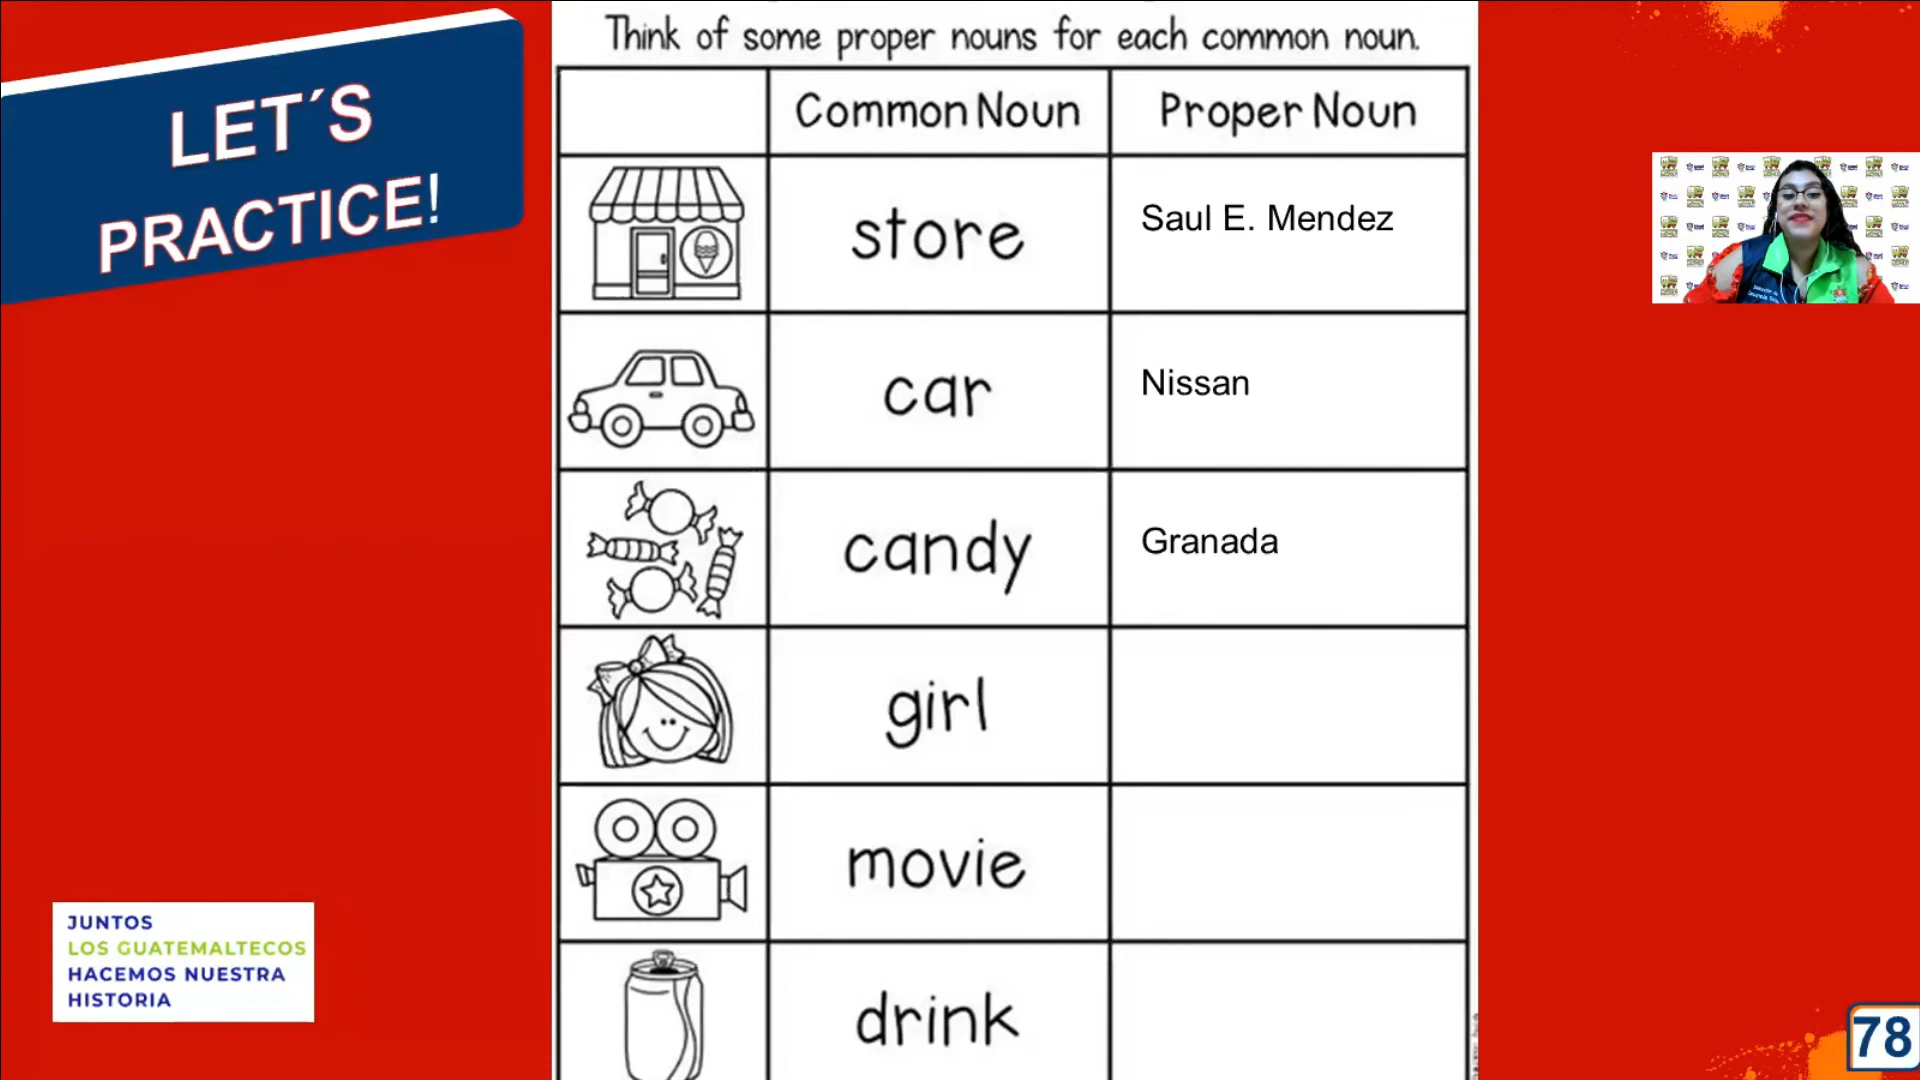 LET´S
PRACTICE!
Think of some proper nouns for each common noun.
Common Noun
Proper Noun
store
Saul E. Mendez
car
Nissan
candy
Granada
girl
movie
drink
JUNTOS
LOS GUATEMALTECOS
HACEMOS NUESTRA
HISTORIA
78